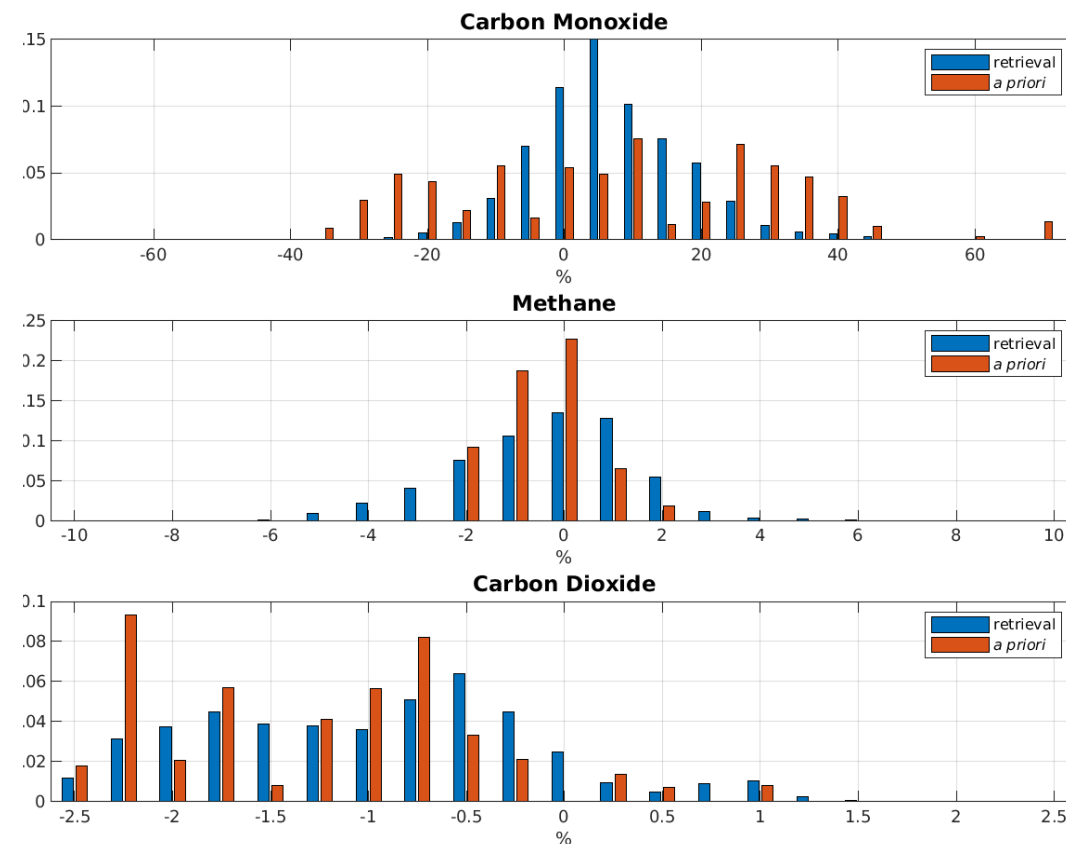 Carbon Monoxide
.15
0.1
.05
0
retrieval
a priori
-60 -40 -20 0 20 40 60
%
Methane
.25
0.2
.15
0.1
.05
0
retrieval
a priori
-10 -8 -6 -4 -2 0 2 4 6 8 10
%
Carbon Dioxide
0.1
.08
.06
.04
.02
0
retrieval
a priori
-2.5 -2 -1.5 -1 -0.5 0 0.5 1 1.5 2 2.5
%